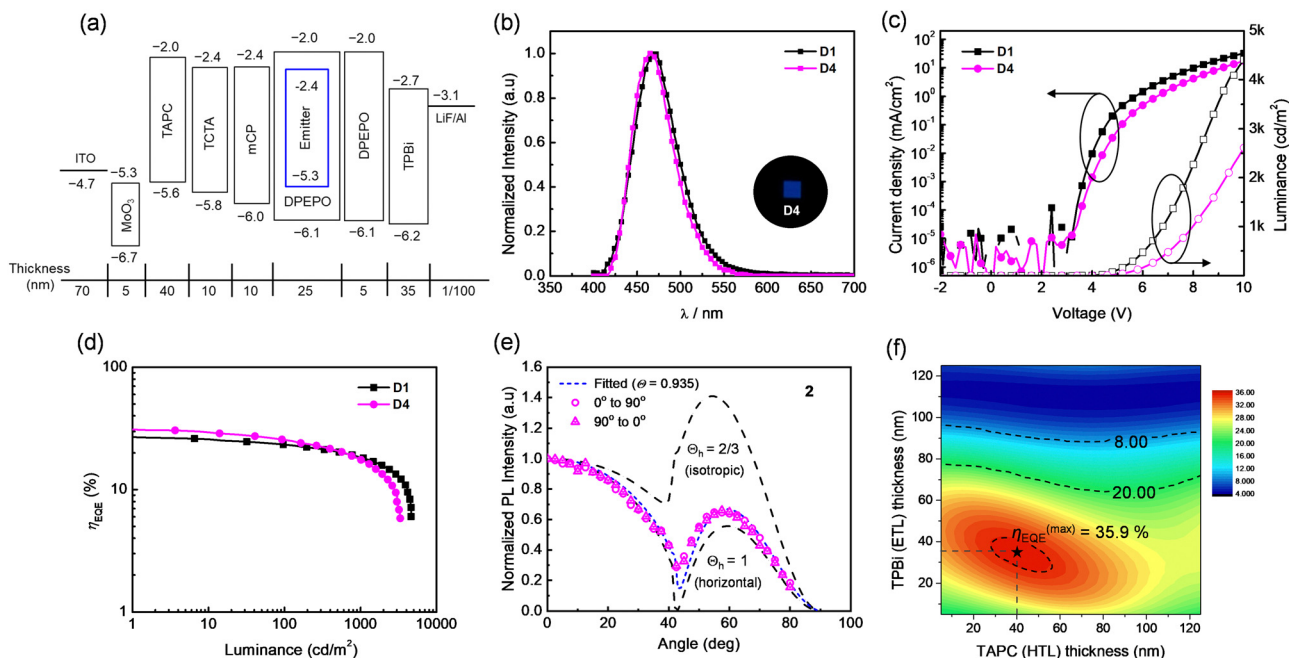 (a)
−2.0
−2.4
−2.4
−2.0
−2.0
−2.4
−2.7
−3.1
LiF/Al
ITO
−4.7
−5.3
MoO3
−6.7
TAPC
−5.6
TCTA
−5.8
mCP
−6.0
Emitter
−5.3
DPEPO
−6.1
DPEPO
−6.1
TPBi
−6.2
Thickness
(nm)
70 5 40 10 10 25 5 35 1/100
(b)
Normalized Intensity (a.u)
1.0
0.8
0.6
0.4
0.2
0.0
D1
D4
D4
350 400 450 500 550 600 650 700
λ / nm
(c)
Current density (mA/cm²)
10²
10¹
10⁰
10⁻¹
10⁻²
10⁻³
10⁻⁴
10⁻⁵
10⁻⁶
D1
D4
5k
4k
3k
2k
1k
0
Luminance (cd/m²)
-2 0 2 4 6 8 10
Voltage (V)
(d)
ηEQE (%)
100
10
1
D1
D4
1 10 100 1000 10000
Luminance (cd/m²)
(e)
Normalized PL Intensity (a.u)
1.6
1.4
1.2
1.0
0.8
0.6
0.4
0.2
0.0
2
Fitted (Θ = 0.935)
0° to 90°
90° to 0°
Θh = 2/3
(isotropic)
Θh = 1
(horizontal)
0 10 20 30 40 50 60 70 80 90
Angle (deg)
(f)
TPBi (ETL) thickness (nm)
120
100
80
60
40
20
8.00
20.00
ηEQE(max) = 35.9 %
20 40 60 80 100 120
TAPC (HTL) thickness (nm)
36.00
32.00
28.00
24.00
20.00
16.00
12.00
8.000
4.000